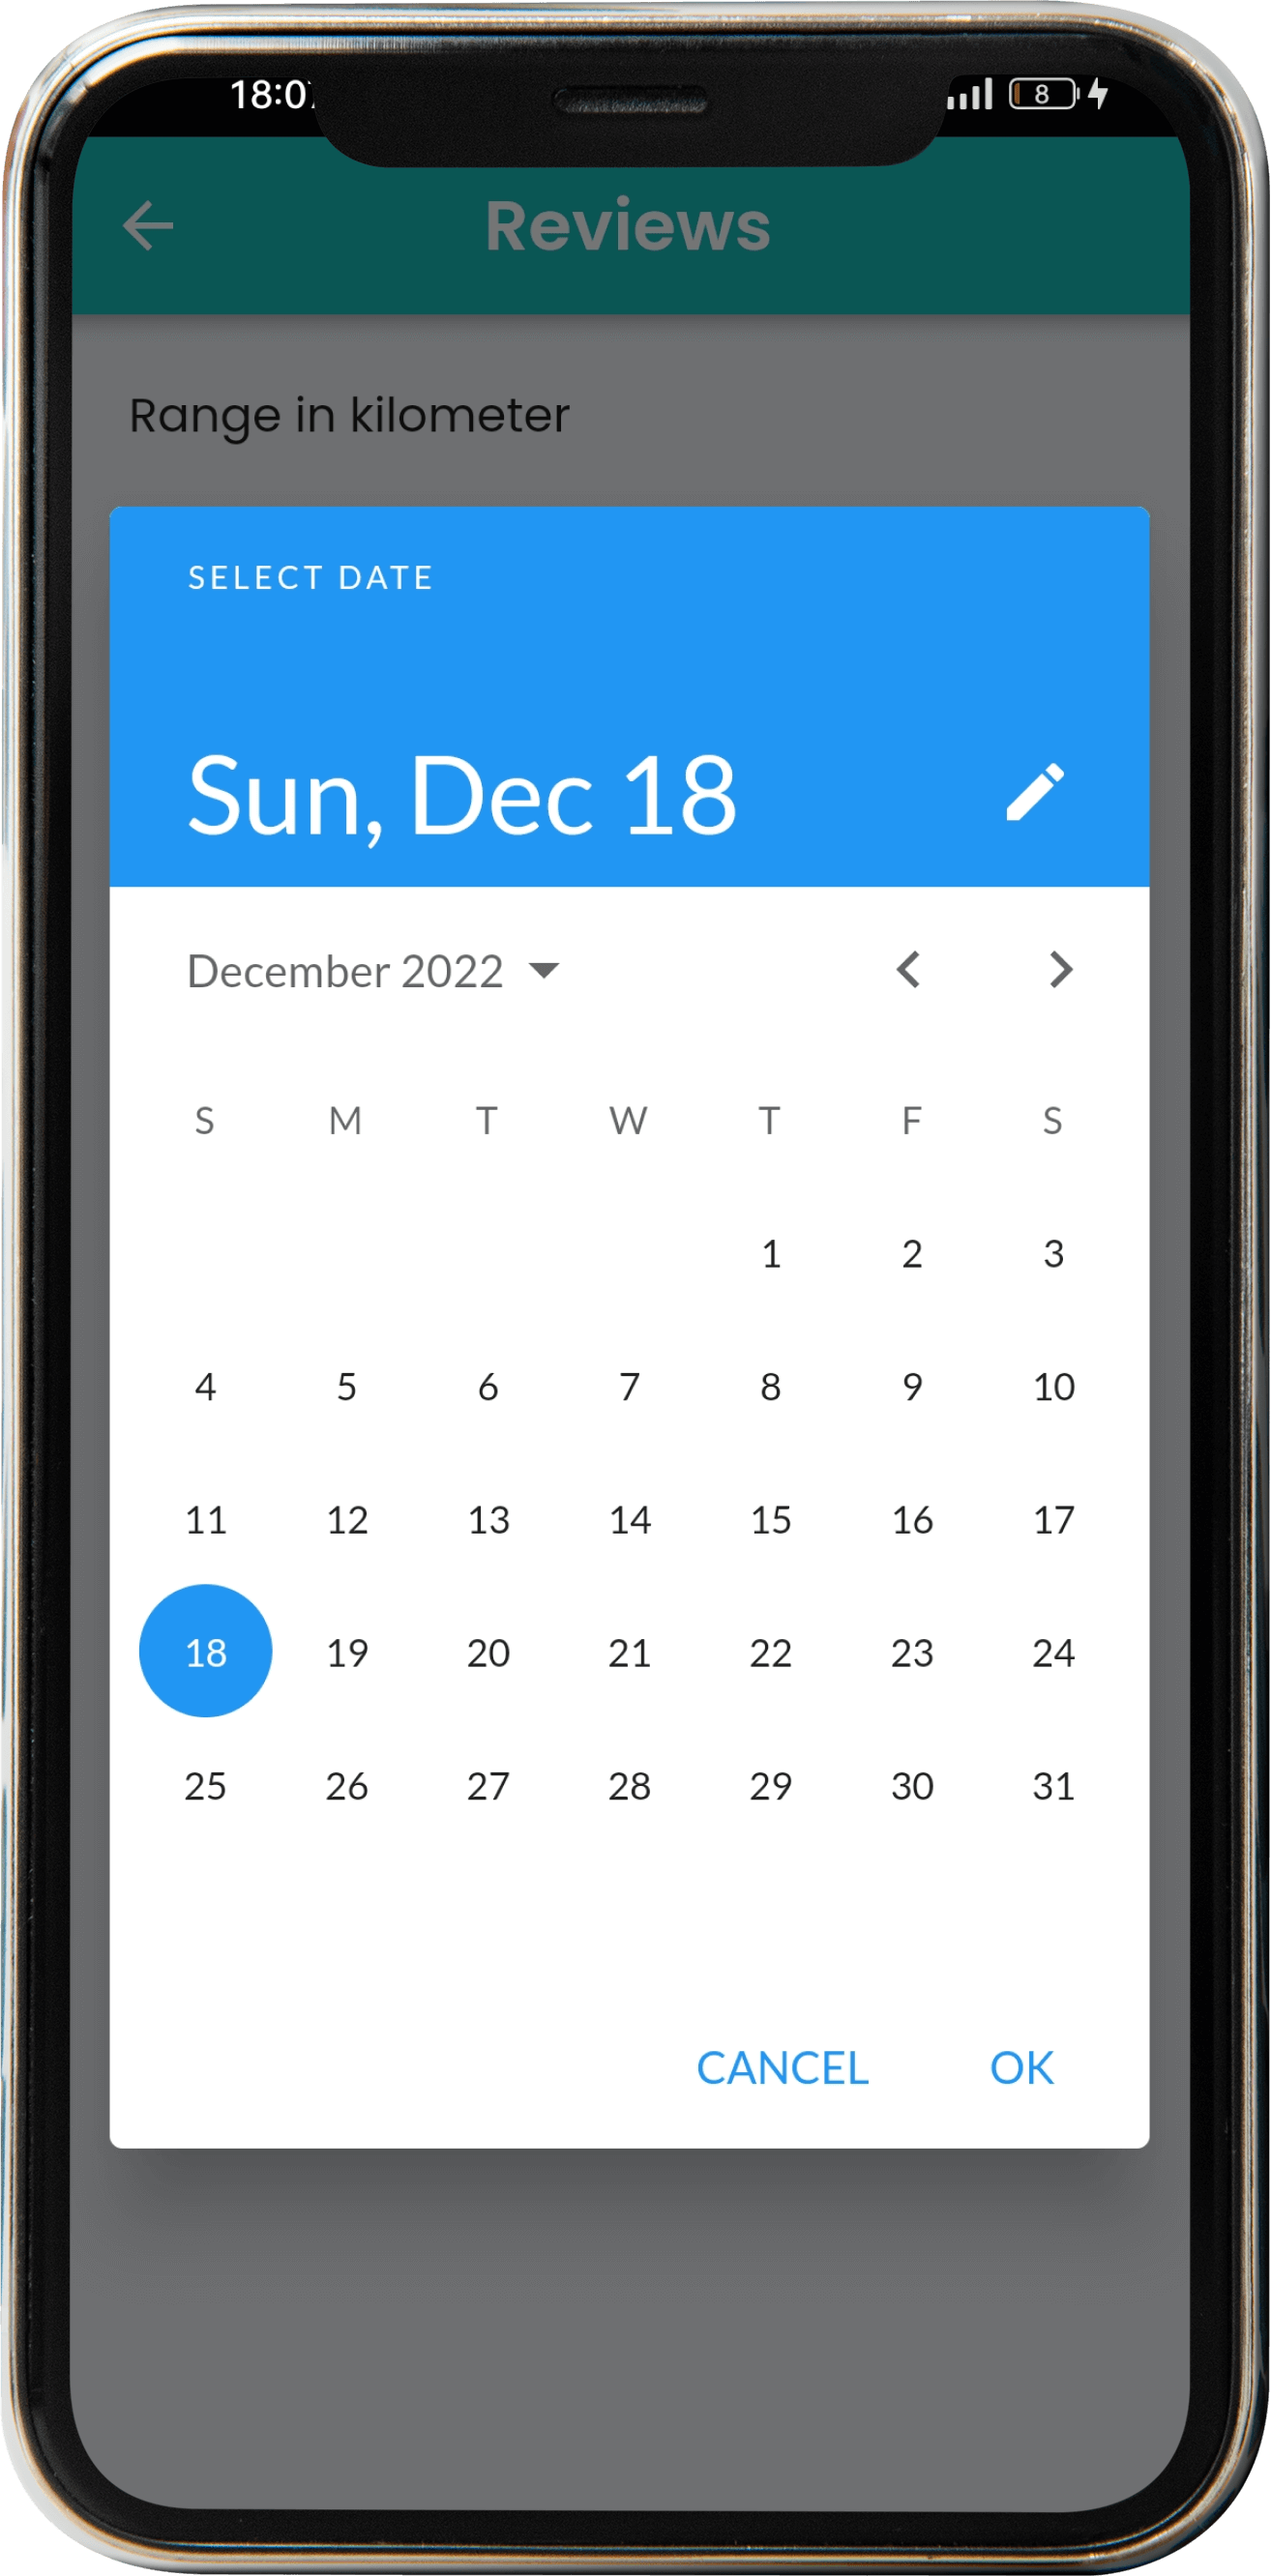 8
Reviews
Range in kilometer
SELECT DATE
Sun, Dec 18
December 2022
S M T W T F S
1 2 3
4 5 6 7 8 9 10
11 12 13 14 15 16 17
18 19 20 21 22 23 24
25 26 27 28 29 30 31
CANCEL OK